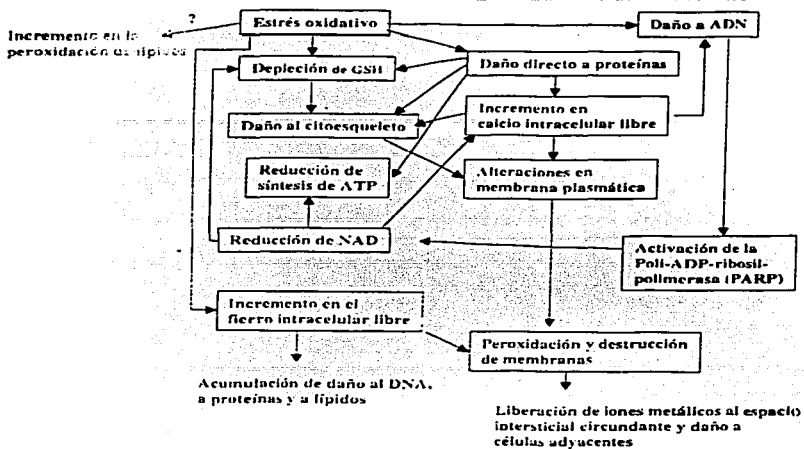 ?
Estrés oxidativo
Daño a ADN
Incremento en la
peroxidación de lípidos
Depleción de GSH
Daño directo a proteínas
Daño al citoesqueleto
Incremento en
calcio intracelular libre
Reducción de
síntesis de ATP
Alteraciones en
membrana plasmática
Reducción de NAD
Activación de la
Poli-ADP-ribosil-
polimerasa (PARP)
Incremento en el
fierro intracelular libre
Peroxidación y destrucción
de membranas
Acumulación de daño al DNA,
a proteínas y a lípidos
Liberación de iones metálicos al espacio
intersticial circundante y daño a
células adyacentes